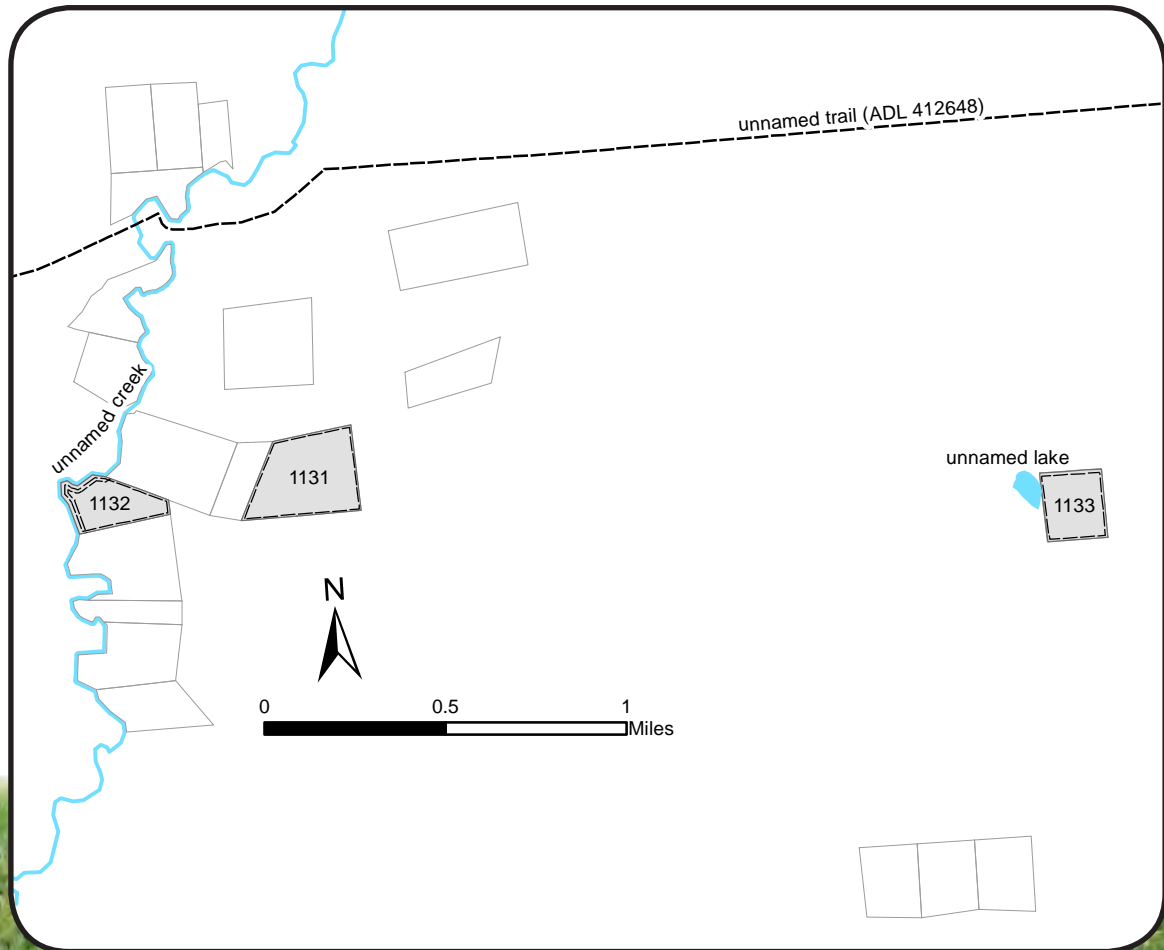 unnamed trail (ADL 412648)
unnamed creek
unnamed lake
1131
1132
1133
N
0 0.5 1
Miles